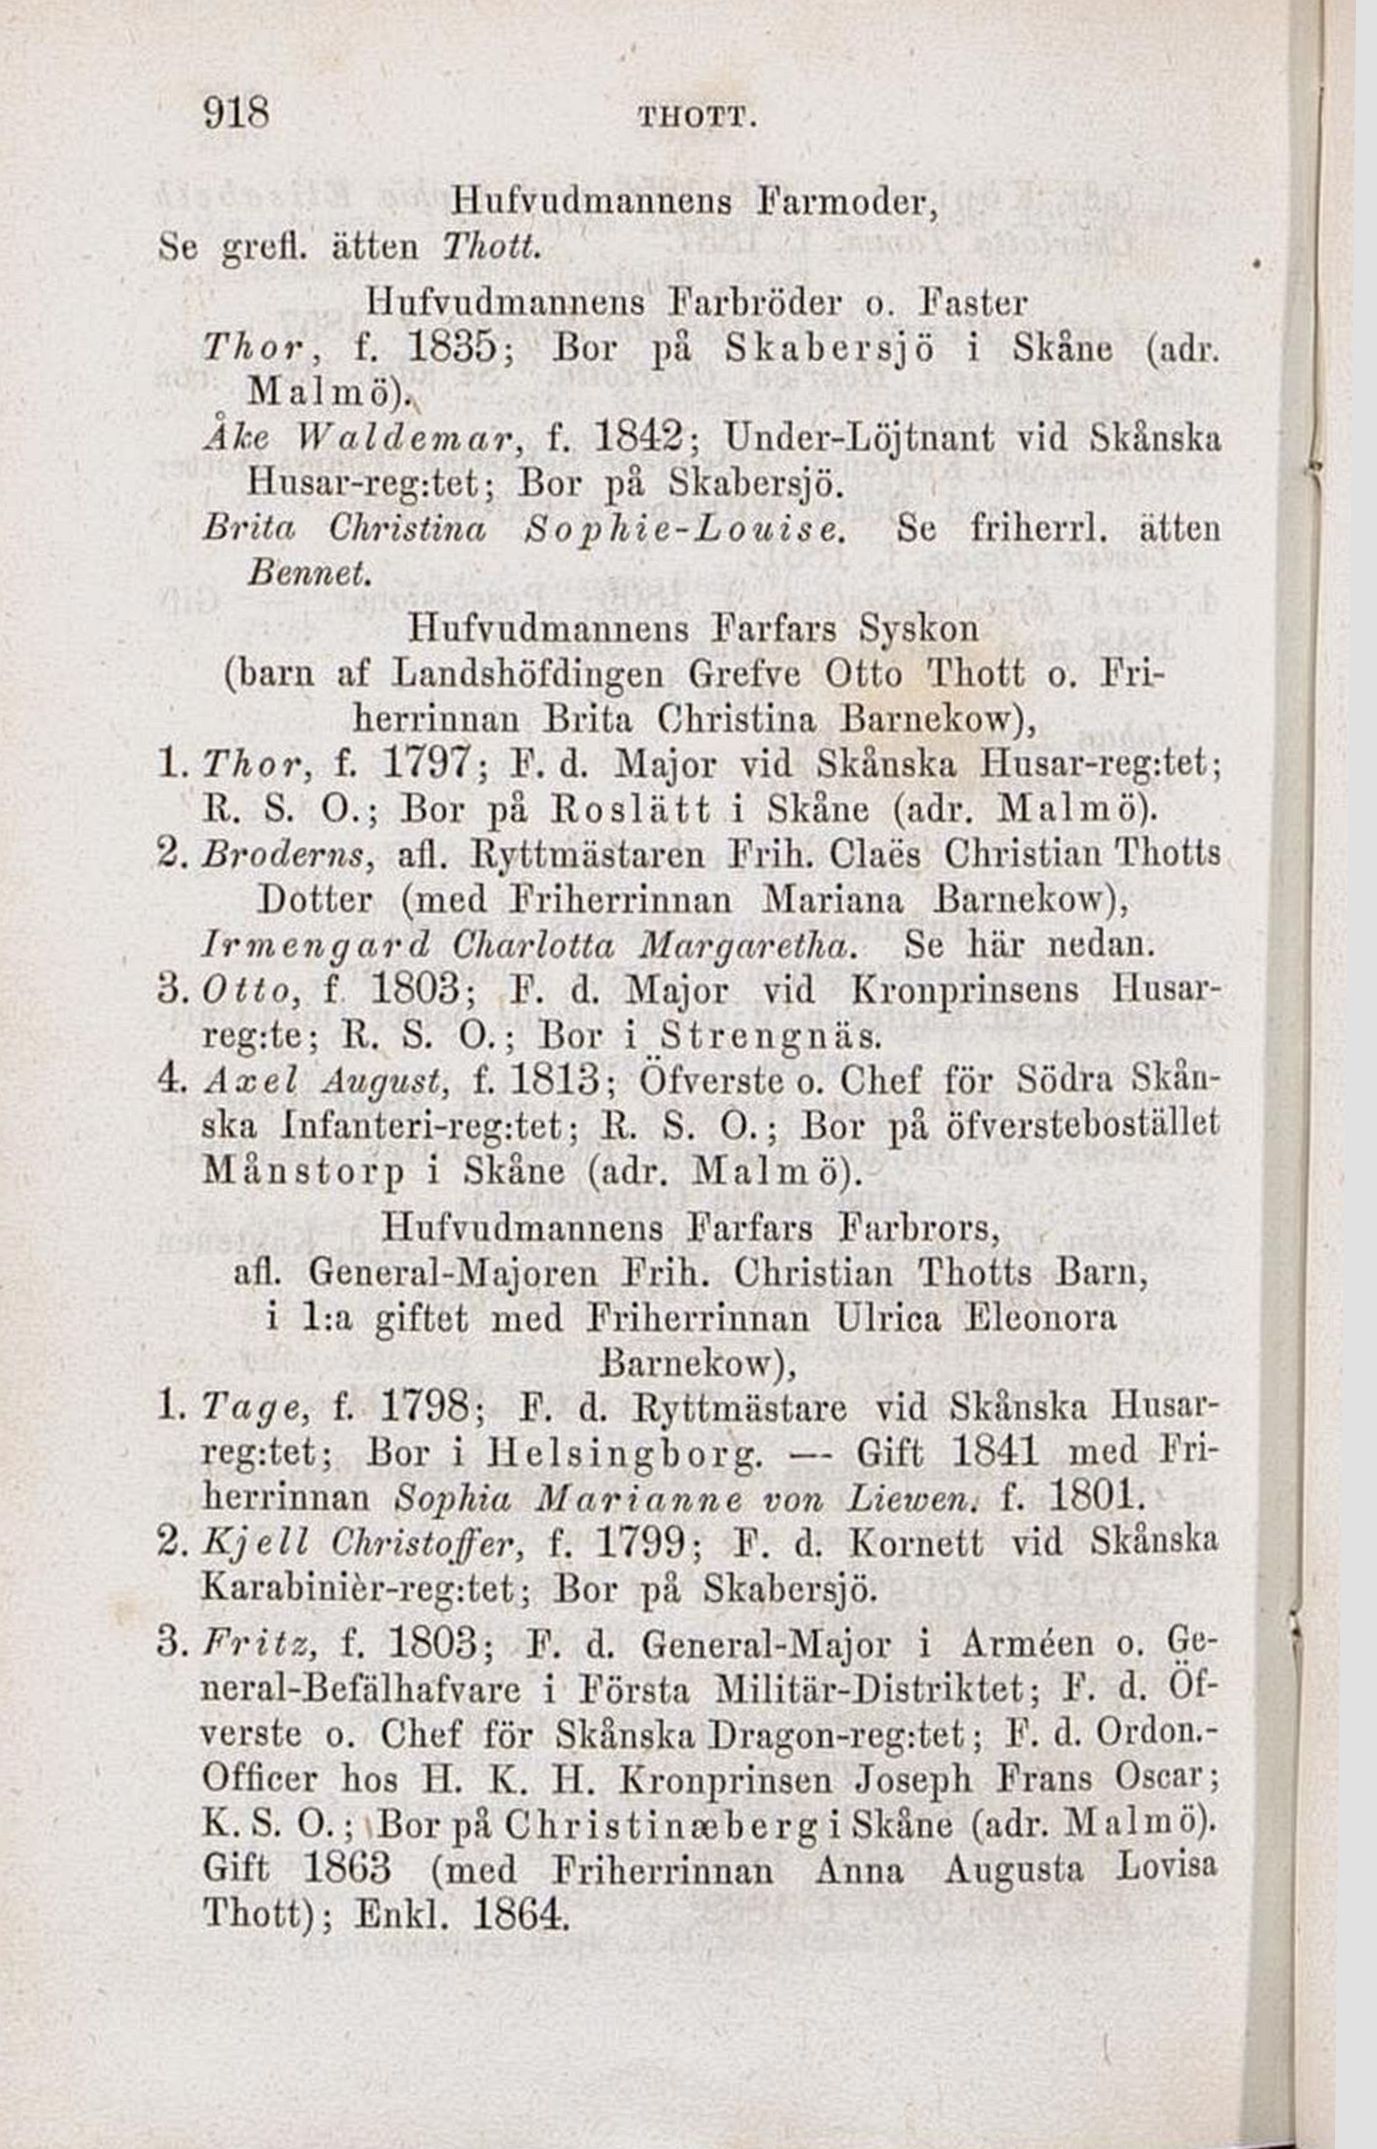 918 THOTT.
Hufvudmannens Farmoder,
Se grefl. ätten Thott.
Hufvudmannens Farbröder o. Faster
Thor, f. 1835; Bor på Skabersjö i Skåne (adr.
Malmö).
Åke Waldemar, f. 1842; Under-Löjtnant vid Skånska
Husar-reg:tet; Bor på Skabersjö.
Brita Christina Sophie-Louise. Se friherrl. ätten
Bennet.
Hufvudmannens Farfars Syskon
(barn af Landshöfdingen Grefve Otto Thott o. Fri-
herrinnan Brita Christina Barnekow),
1. Thor, f. 1797; F. d. Major vid Skånska Husar-reg:tet;
R. S. O.; Bor på Roslätt i Skåne (adr. Malmö).
2. Broderns, afl. Ryttmästaren Frih. Claës Christian Thotts
Dotter (med Friherrinnan Mariana Barnekow),
Irmengard Charlotta Margaretha. Se här nedan.
3. Otto, f. 1803; F. d. Major vid Kronprinsens Husar-
reg:te; R. S. O.; Bor i Strengnäs.
4. Axel August, f. 1813; Öfverste o. Chef för Södra Skån-
ska Infanteri-reg:tet; R. S. O.; Bor på öfverstebostället
Månstorp i Skåne (adr. Malmö).
Hufvudmannens Farfars Farbrors,
afl. General-Majoren Frih. Christian Thotts Barn,
i 1:a giftet med Friherrinnan Ulrica Eleonora
Barnekow),
1. Tage, f. 1798; F. d. Ryttmästare vid Skånska Husar-
reg:tet; Bor i Helsingborg. — Gift 1841 med Fri-
herrinnan Sophia Marianne von Liewen. f. 1801.
2. Kjell Christoffer, f. 1799; F. d. Kornett vid Skånska
Karabinièr-reg:tet; Bor på Skabersjö.
3. Fritz, f. 1803; F. d. General-Major i Arméen o. Ge-
neral-Befälhafvare i Första Militär-Distriktet; F. d. Öf-
verste o. Chef för Skånska Dragon-reg:tet; F. d. Ordon.-
Officer hos H. K. H. Kronprinsen Joseph Frans Oscar;
K. S. O.; Bor på Christinæberg i Skåne (adr. Malmö).
Gift 1863 (med Friherrinnan Anna Augusta Lovisa
Thott); Enkl. 1864.